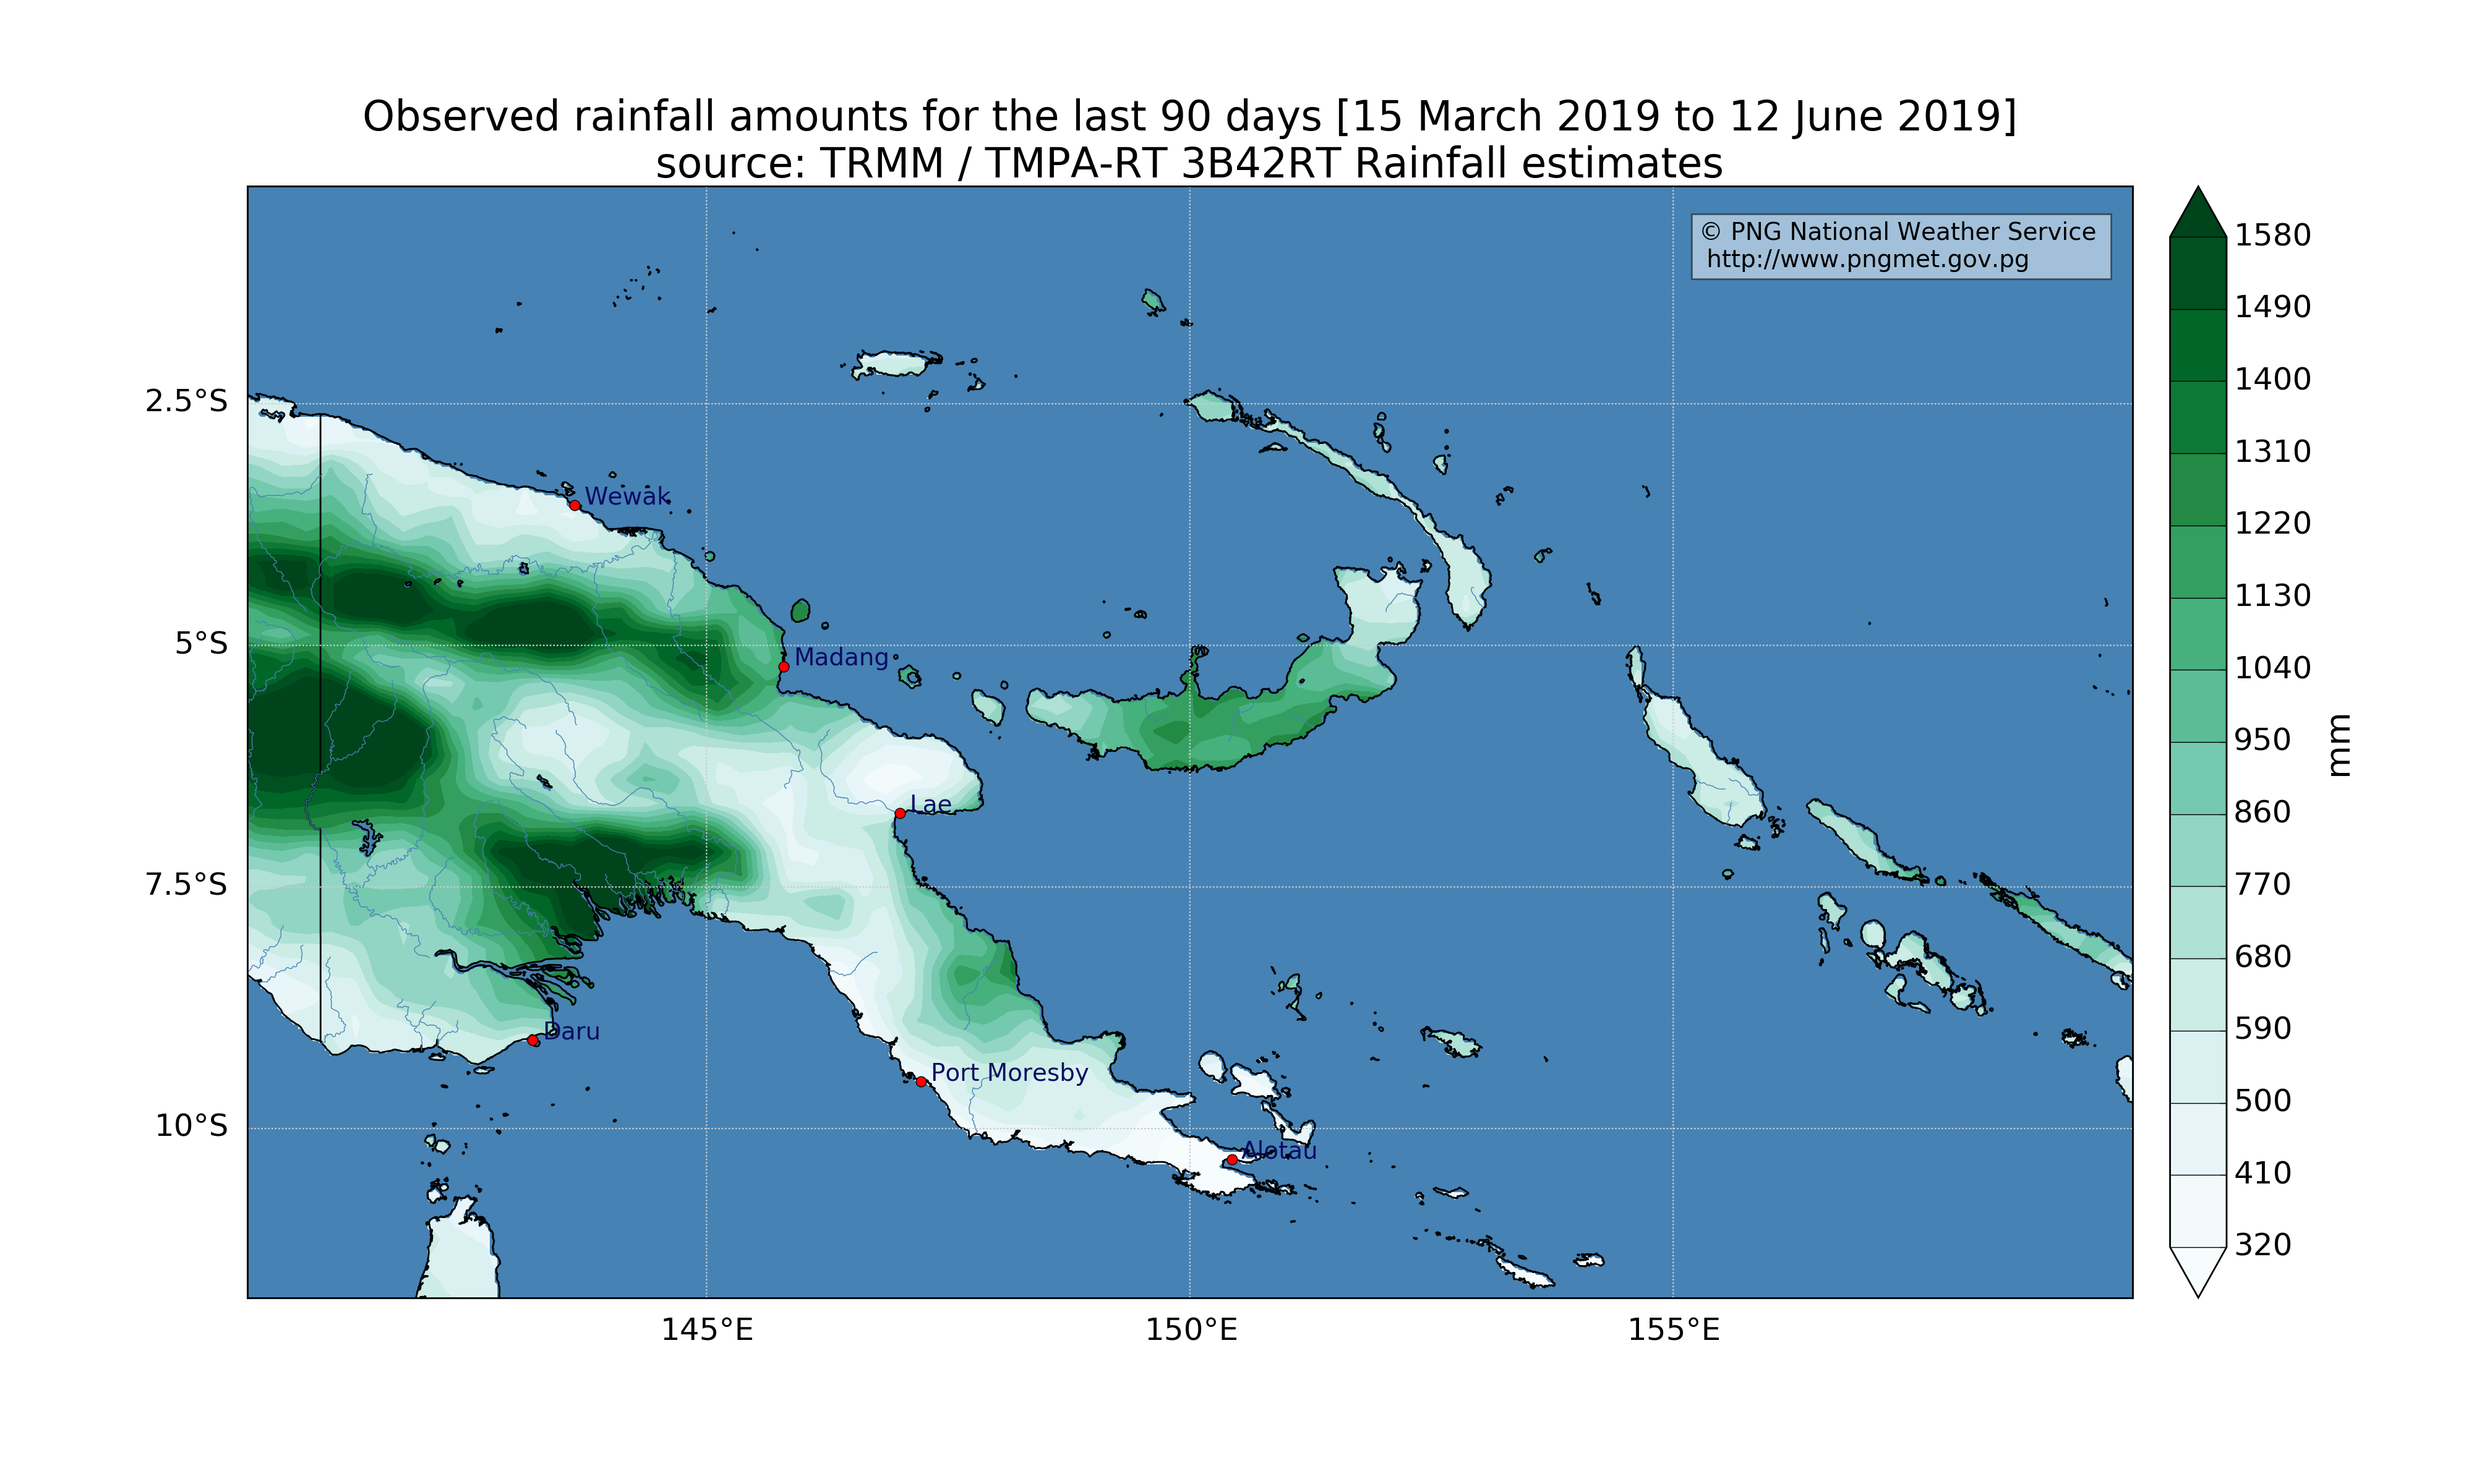 Observed rainfall amounts for the last 90 days [15 March 2019 to 12 June 2019]
source: TRMM / TMPA-RT 3B42RT Rainfall estimates
© PNG National Weather Service
http://www.pngmet.gov.pg
2.5°S
5°S
7.5°S
10°S
Wewak
Madang
Lae
Daru
Port Moresby
Alotau
145°E
150°E
155°E
1580
1490
1400
1310
1220
1130
1040
950
860
770
680
590
500
410
320
mm